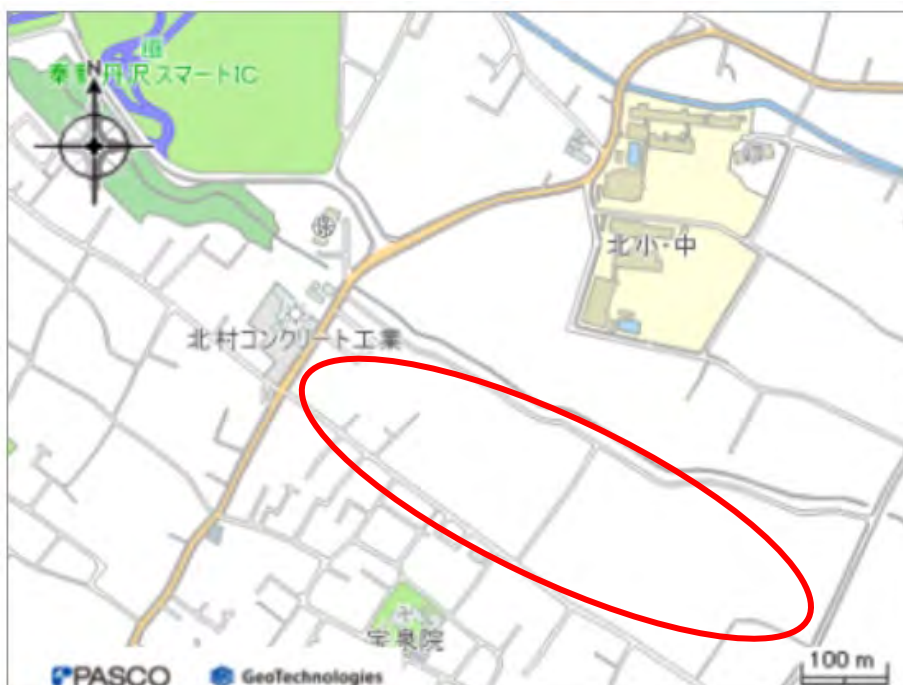 秦野丹沢スマートIC
N
北小・中
北村コンクリート工業
宝泉院
100 m
PASCO
GeoTechnologies